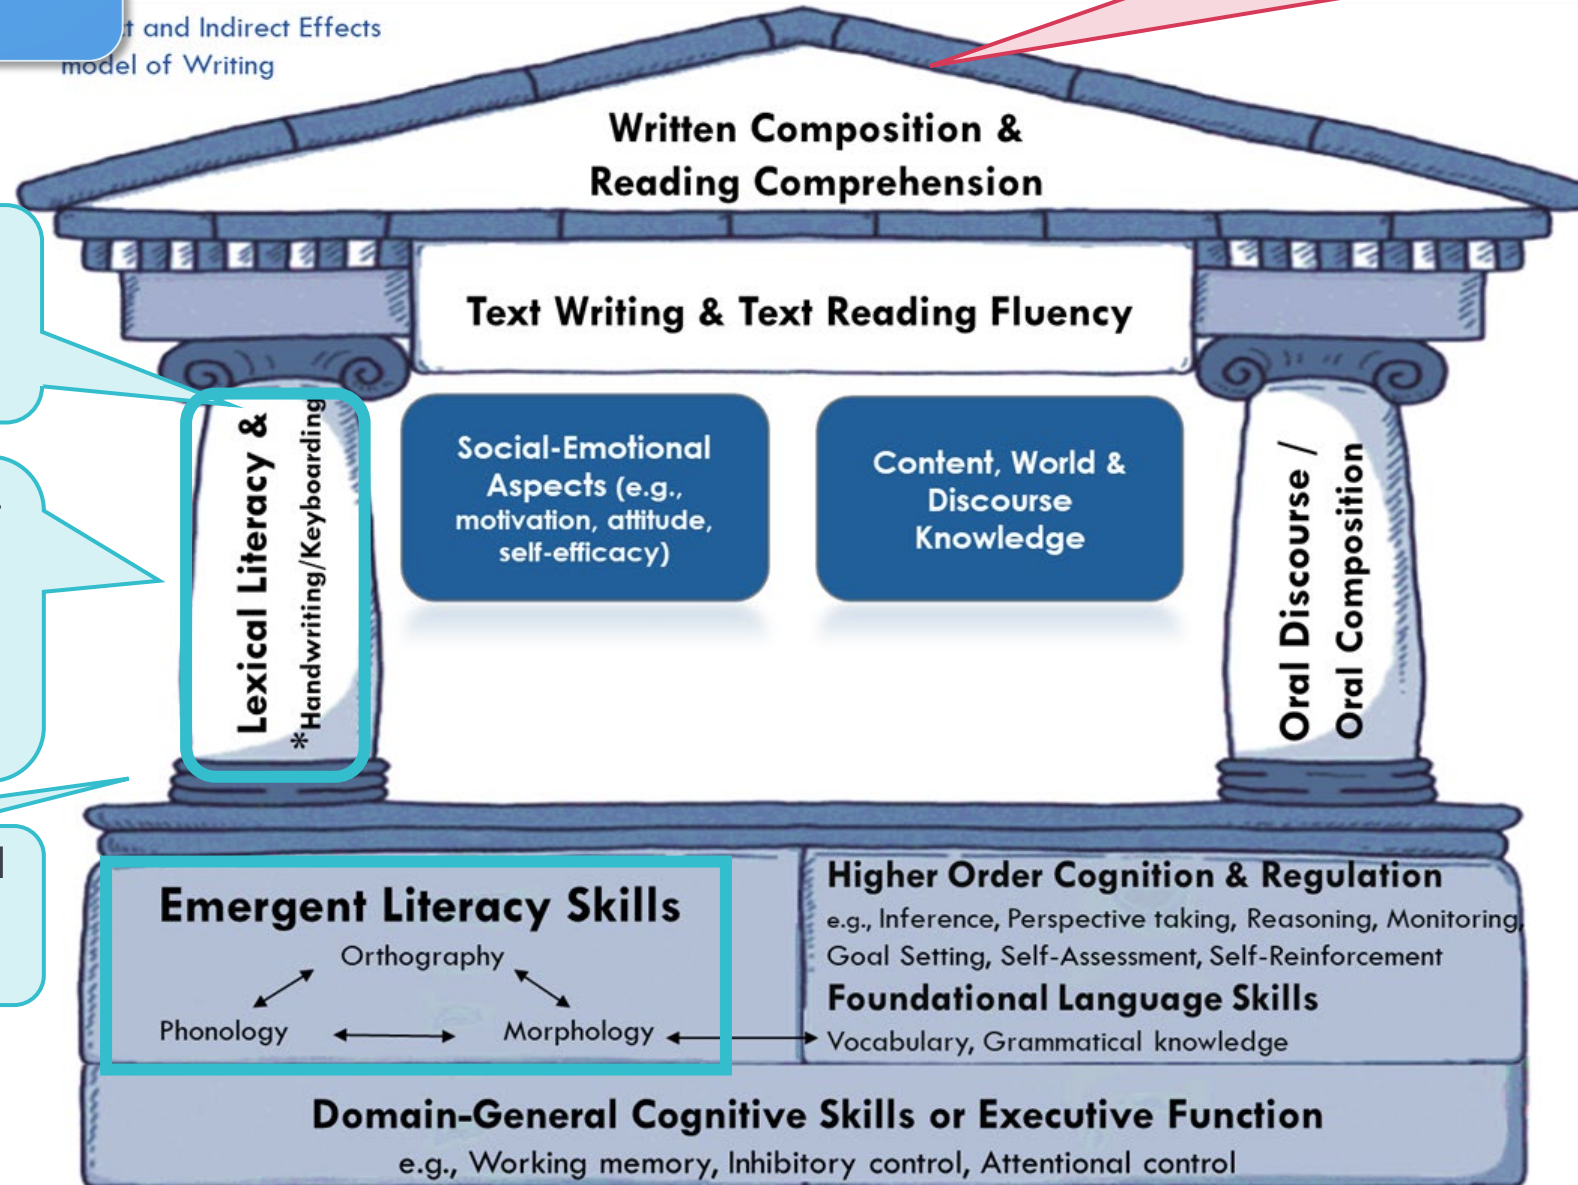 and Indirect Effects
model of Writing
Written Composition &
Reading Comprehension
Text Writing & Text Reading Fluency
Lexical Literacy &
*Handwriting/Keyboarding
Social-Emotional
Aspects (e.g.,
motivation, attitude,
self-efficacy)
Content, World &
Discourse
Knowledge
Oral Discourse /
Oral Composition
Emergent Literacy Skills
Orthography
Phonology
Morphology
Higher Order Cognition & Regulation
e.g., Inference, Perspective taking, Reasoning, Monitoring,
Goal Setting, Self-Assessment, Self-Reinforcement
Foundational Language Skills
Vocabulary, Grammatical knowledge
Domain-General Cognitive Skills or Executive Function
e.g., Working memory, Inhibitory control, Attentional control